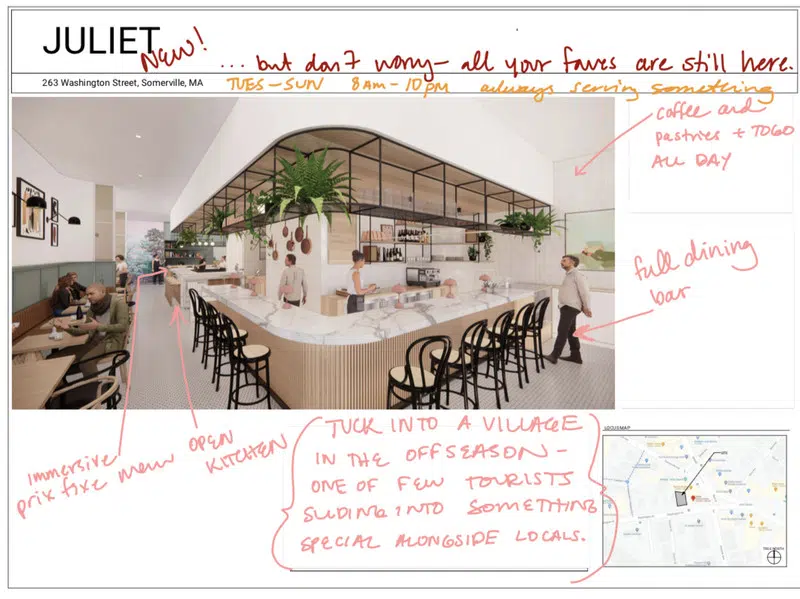 JULIET
NEW!
... but don't worry - all your faves are still here.
263 Washington Street, Somerville, MA
TUES - SUN 8AM - 10PM always serving something
coffee and
pastries + TOGO
ALL DAY
full dining
bar
immersive
prix fixe menu
OPEN
KITCHEN
TUCK INTO A VILLAGE
IN THE OFFSEASON -
ONE OF FEW TOURISTS
SLIDING INTO SOMETHING
SPECIAL ALONGSIDE LOCALS.
LOCUS MAP
TRUE NORTH